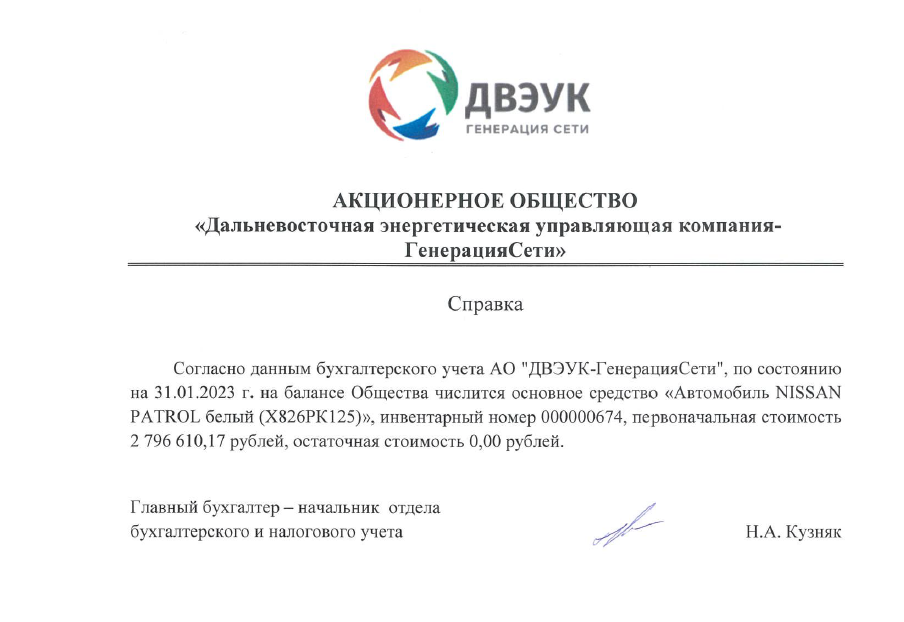 ДВЭУК
ГЕНЕРАЦИЯ СЕТИ
АКЦИОНЕРНОЕ ОБЩЕСТВО
«Дальневосточная энергетическая управляющая компания-
ГенерацияСети»
Справка
Согласно данным бухгалтерского учета АО "ДВЭУК-ГенерацияСети", по состоянию
на 31.01.2023 г. на балансе Общества числится основное средство «Автомобиль NISSAN
PATROL белый (Х826РК125)», инвентарный номер 000000674, первоначальная стоимость
2 796 610,17 рублей, остаточная стоимость 0,00 рублей.
Главный бухгалтер – начальник отдела
бухгалтерского и налогового учета Н.А. Кузняк